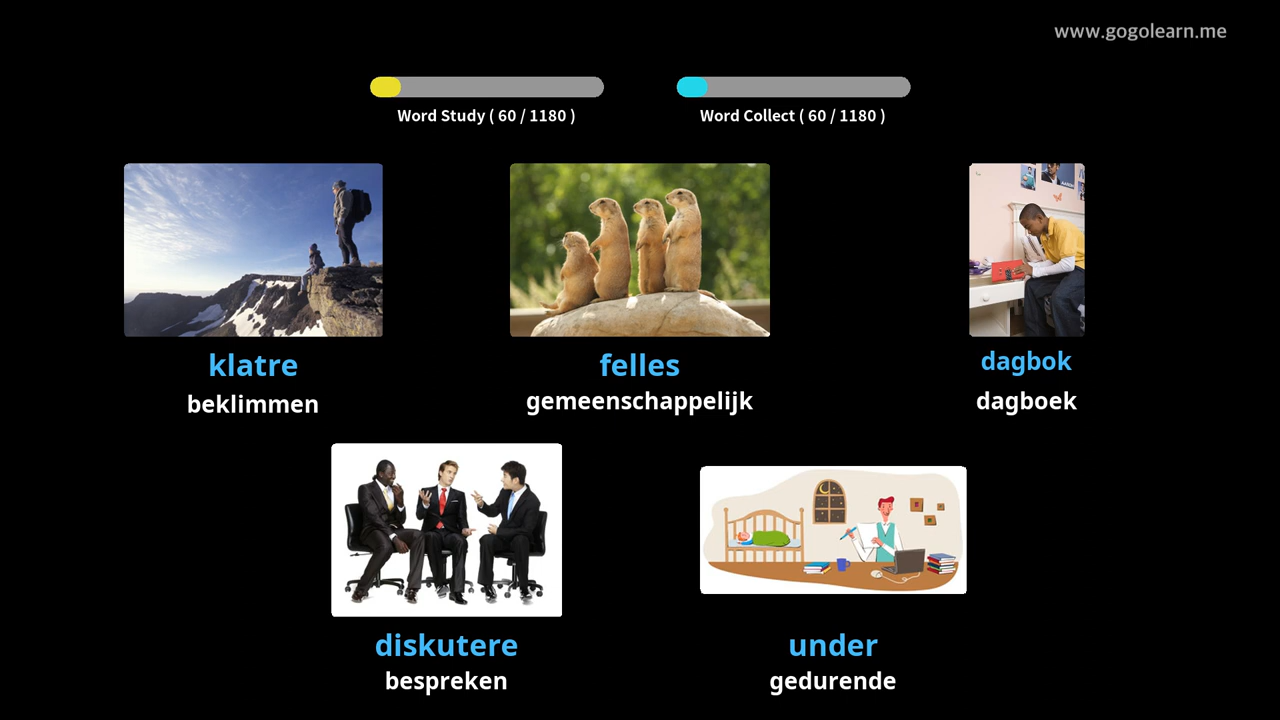 www.gogolearn.me
Word Study ( 60 / 1180 )
Word Collect ( 60 / 1180 )
klatre
beklimmen
felles
gemeenschappelijk
dagbok
dagboek
diskutere
bespreken
under
gedurende